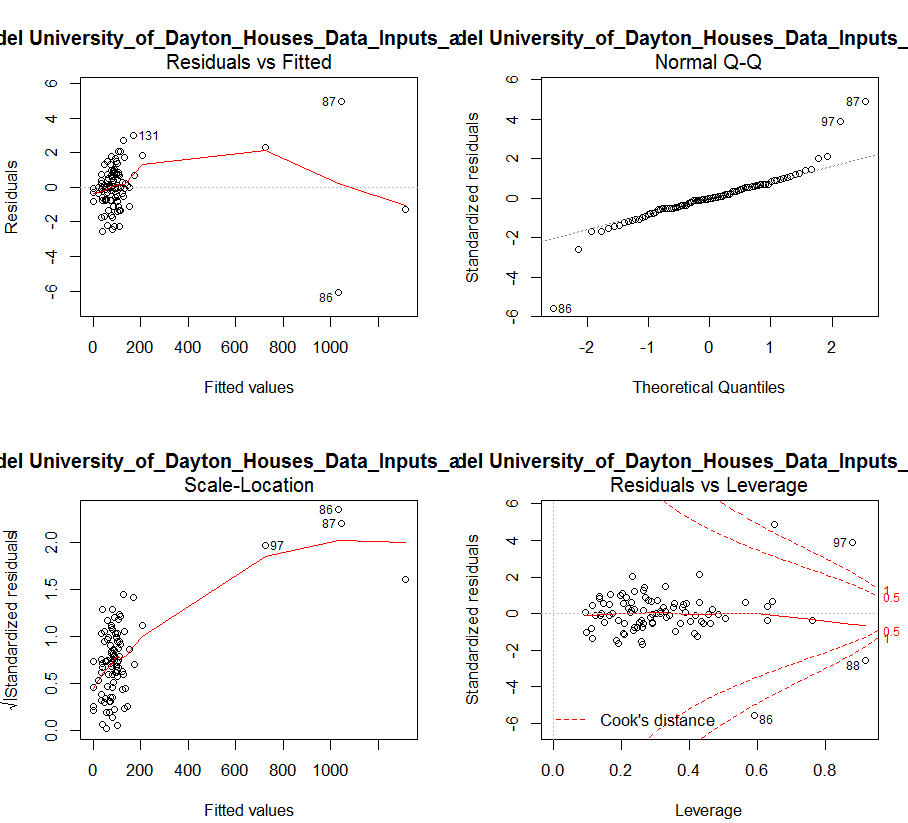 del University_of_Dayton_Houses_Data_Inputs_a
Residuals vs Fitted
Residuals
6
4
2
0
-2
-4
-6
87
131
86
0 200 400 600 800 1000
Fitted values
del University_of_Dayton_Houses_Data_Inputs_
Normal Q-Q
Standardized residuals
4
2
0
-2
-4
-6
87
97
86
-2 -1 0 1 2
Theoretical Quantiles
del University_of_Dayton_Houses_Data_Inputs_a
Scale-Location
√|Standardized residuals|
2.0
1.5
1.0
0.5
0.0
86
87
97
0 200 400 600 800 1000
Fitted values
del University_of_Dayton_Houses_Data_Inputs_
Residuals vs Leverage
Standardized residuals
6
4
2
0
-2
-4
-6
97
1
0.5
0.5
1
88
86
Cook's distance
0.0 0.2 0.4 0.6 0.8
Leverage